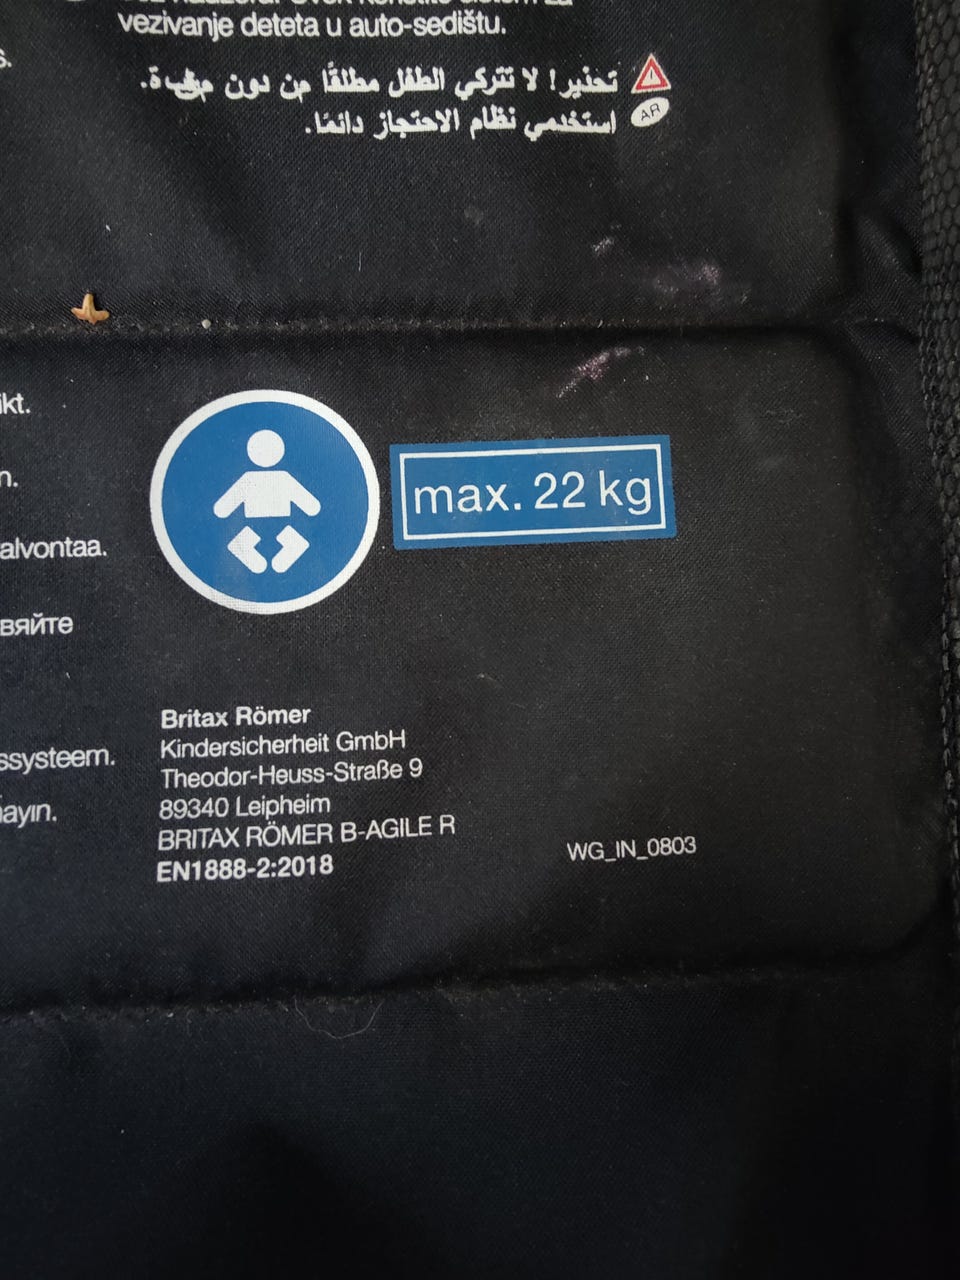 vezivanje deteta u auto-sedištu.
s.
تحذير! لا تتركي الطفل مطلقًا من دون مراقبة.
AR
استخدمي نظام الاحتجاز دائمًا.
ikt.
n.
max. 22 kg
alvontaa.
вяйте
Britax Römer
Kindersicherheit GmbH
ssysteem.
Theodor-Heuss-Straße 9
89340 Leipheim
ayın.
BRITAX RÖMER B-AGILE R
WG_IN_0803
EN1888-2:2018